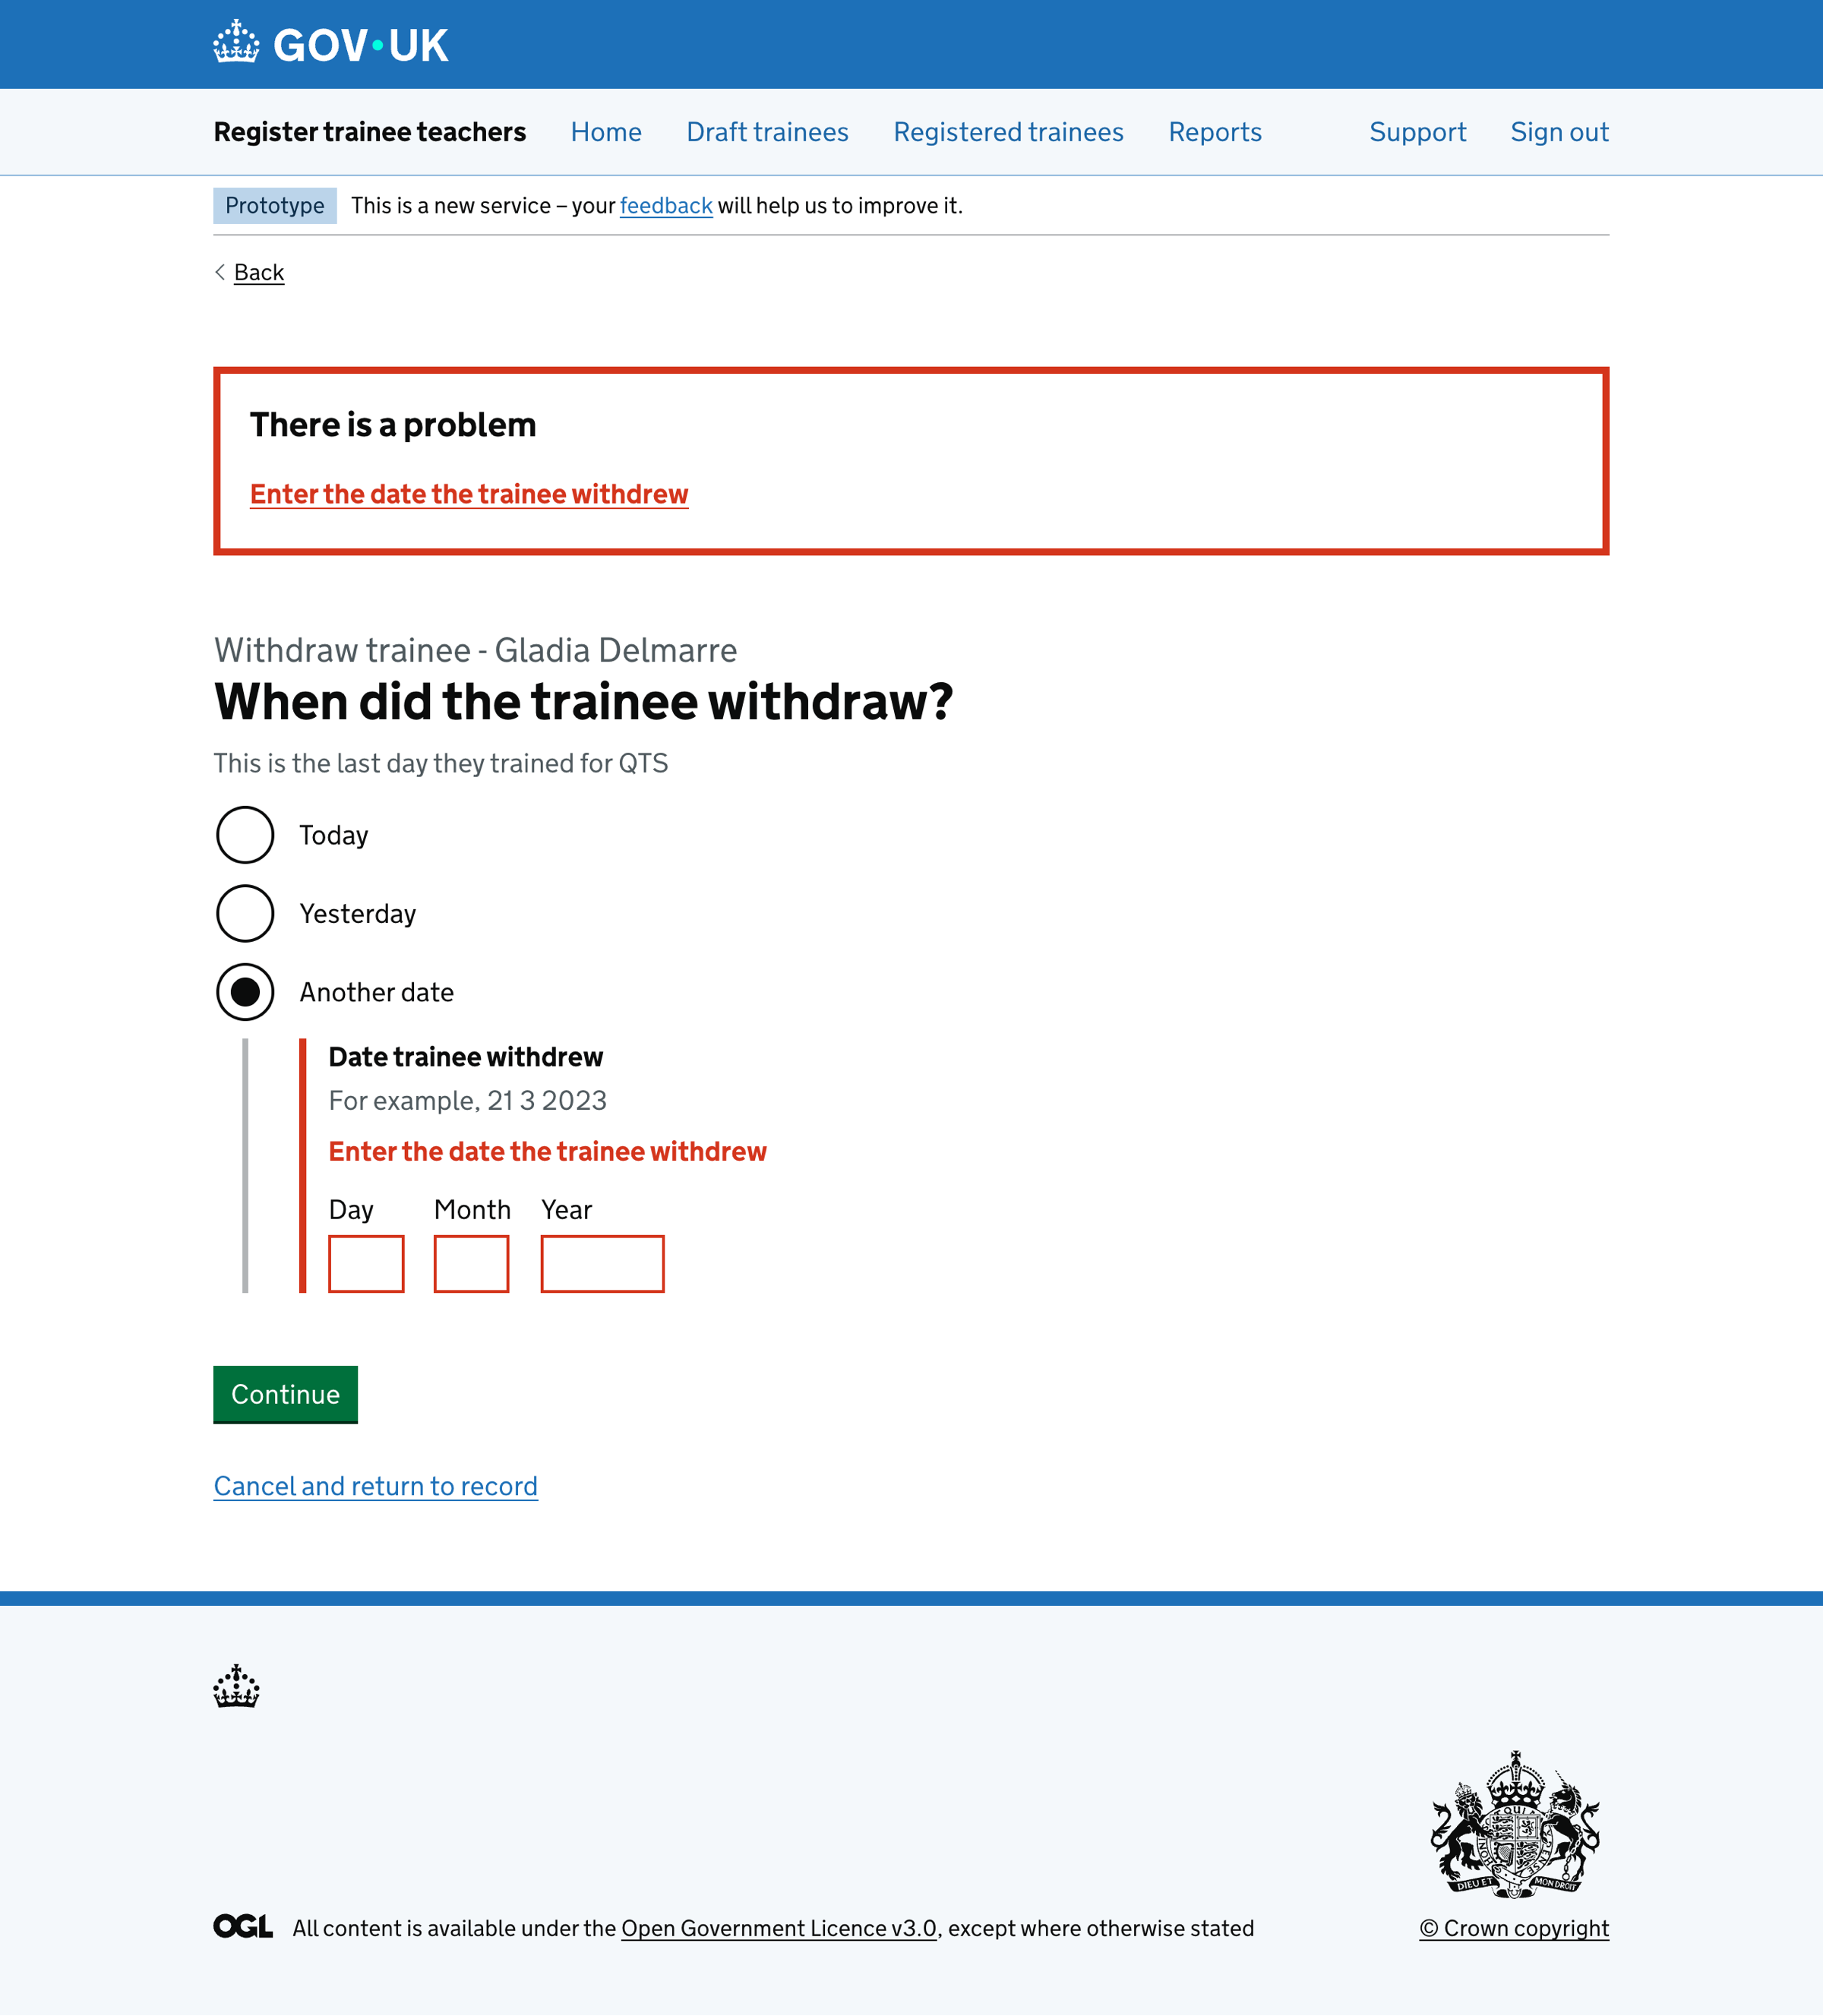 GOV·UK
Register trainee teachers Home Draft trainees Registered trainees Reports Support Sign out
Prototype This is a new service – your feedback will help us to improve it.
Back
There is a problem
Enter the date the trainee withdrew
Withdraw trainee - Gladia Delmarre
When did the trainee withdraw?
This is the last day they trained for QTS
Today
Yesterday
Another date
Date trainee withdrew
For example, 21 3 2023
Enter the date the trainee withdrew
Day Month Year
Continue
Cancel and return to record
DIEU ET MON DROIT
OGL All content is available under the Open Government Licence v3.0, except where otherwise stated
© Crown copyright